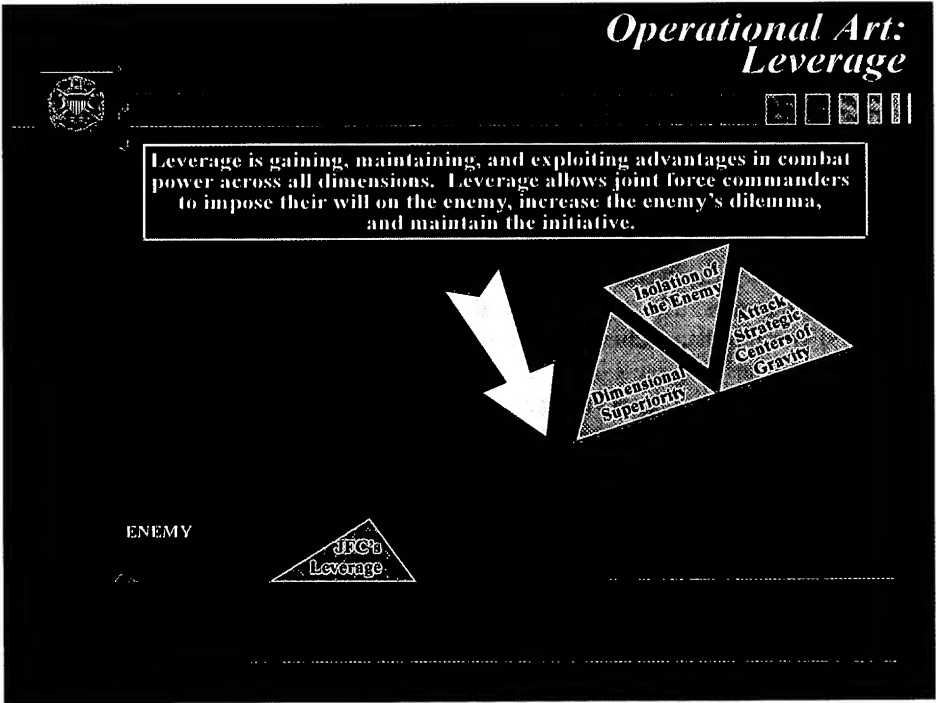 Operational Art:
Leverage
Leverage is gaining, maintaining, and exploiting advantages in combat
power across all dimensions. Leverage allows joint force commanders
to impose their will on the enemy, increase the enemy's dilemma,
and maintain the initiative.
Isolation of
the Enemy
Attack
Strategic
Centers of
Gravity
Dimensional
Superiority
ENEMY
JFC's
Leverage